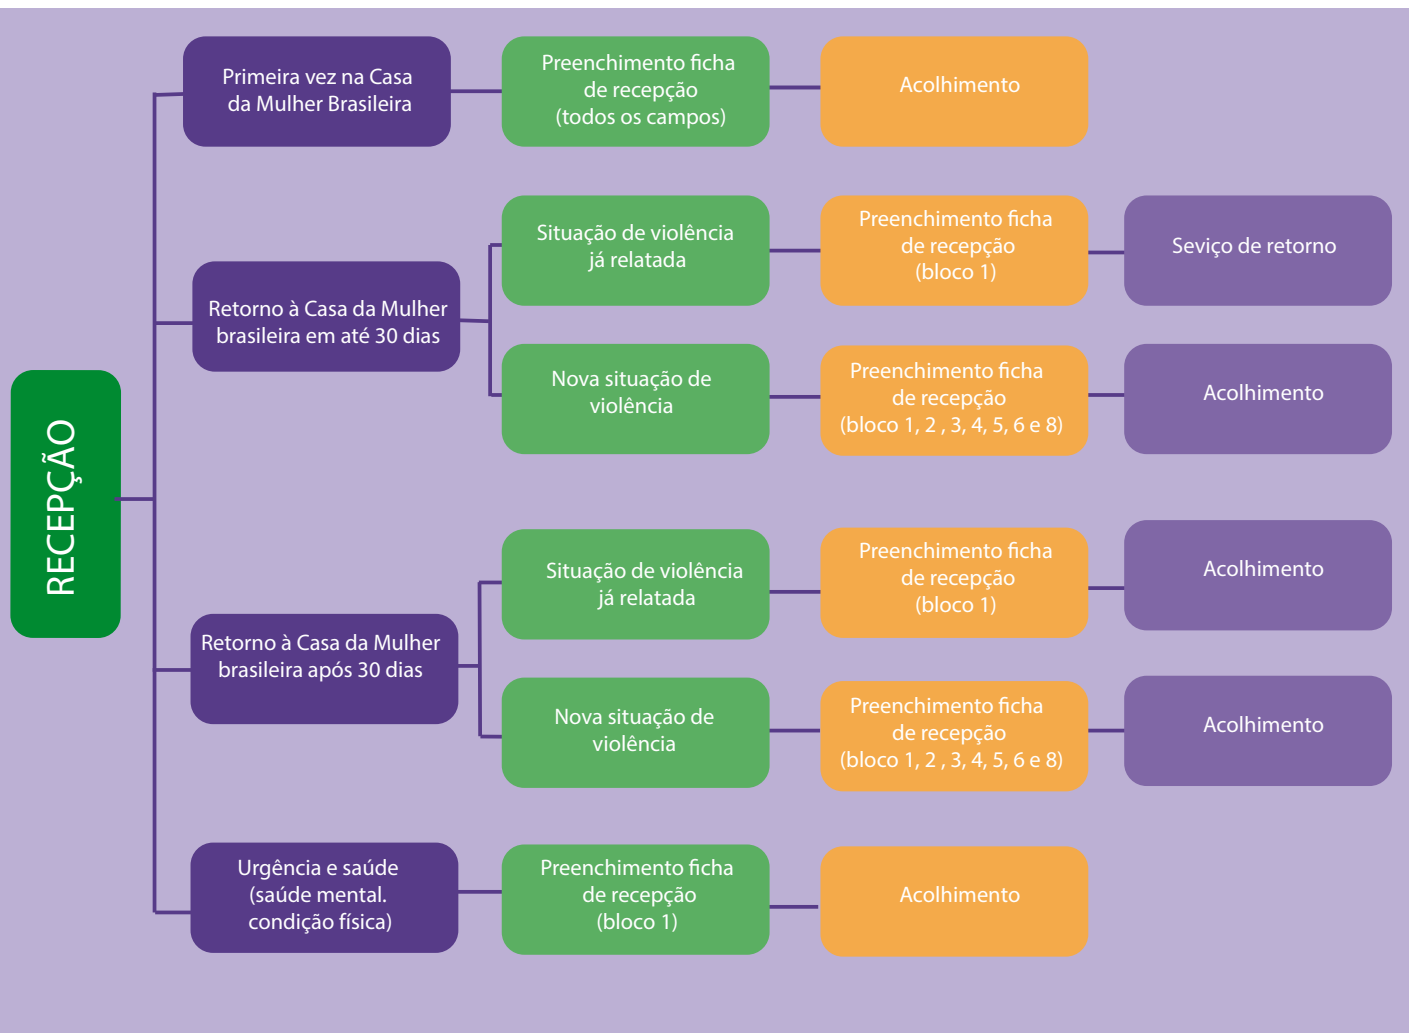 RECEPÇÃO
Primeira vez na Casa
da Mulher Brasileira
Preenchimento ficha
de recepção
(todos os campos)
Acolhimento
Retorno à Casa da Mulher
brasileira em até 30 dias
Situação de violência
já relatada
Preenchimento ficha
de recepção
(bloco 1)
Seviço de retorno
Nova situação de
violência
Preenchimento ficha
de recepção
(bloco 1, 2 , 3, 4, 5, 6 e 8)
Acolhimento
Retorno à Casa da Mulher
brasileira após 30 dias
Situação de violência
já relatada
Preenchimento ficha
de recepção
(bloco 1)
Acolhimento
Nova situação de
violência
Preenchimento ficha
de recepção
(bloco 1, 2 , 3, 4, 5, 6 e 8)
Acolhimento
Urgência e saúde
(saúde mental.
condição física)
Preenchimento ficha
de recepção
(bloco 1)
Acolhimento